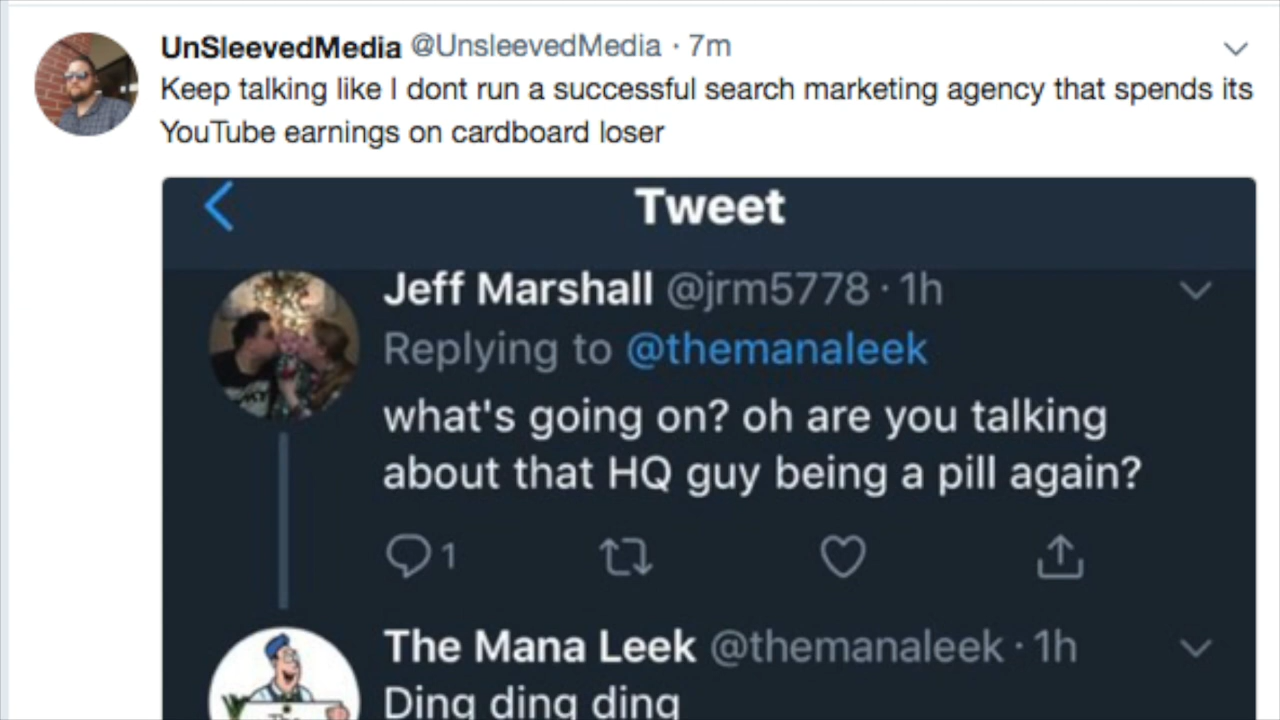 UnSleevedMedia @UnsleevedMedia · 7m
Keep talking like I dont run a successful search marketing agency that spends its
YouTube earnings on cardboard loser
Tweet
Jeff Marshall @jrm5778 · 1h
Replying to @themanaleek
what's going on? oh are you talking
about that HQ guy being a pill again?
1
The Mana Leek @themanaleek · 1h
Ding ding ding